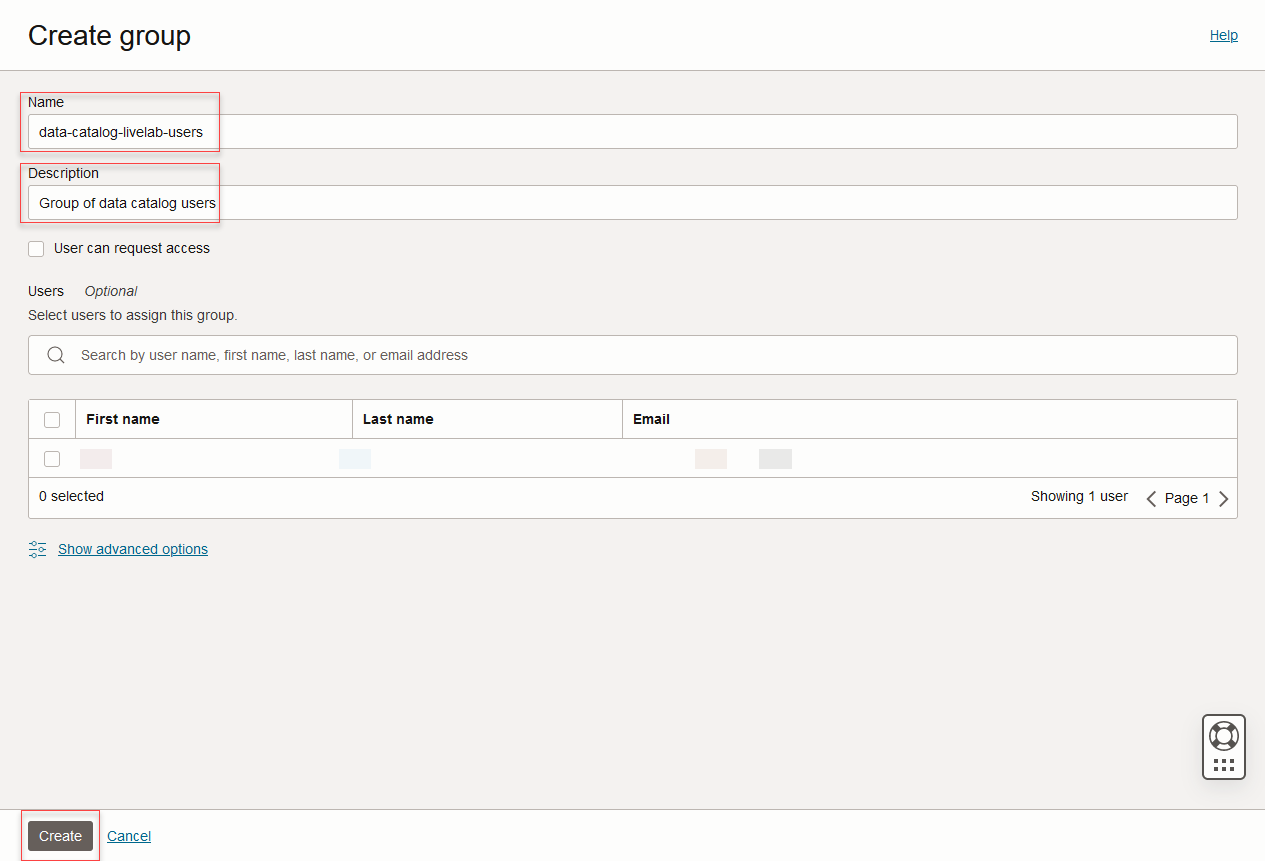 Create group
Help
Name
data-catalog-livelab-users
Description
Group of data catalog users
User can request access
Users Optional
Select users to assign this group.
Search by user name, first name, last name, or email address
First name Last name Email
0 selected Showing 1 user Page 1
Show advanced options
Create Cancel